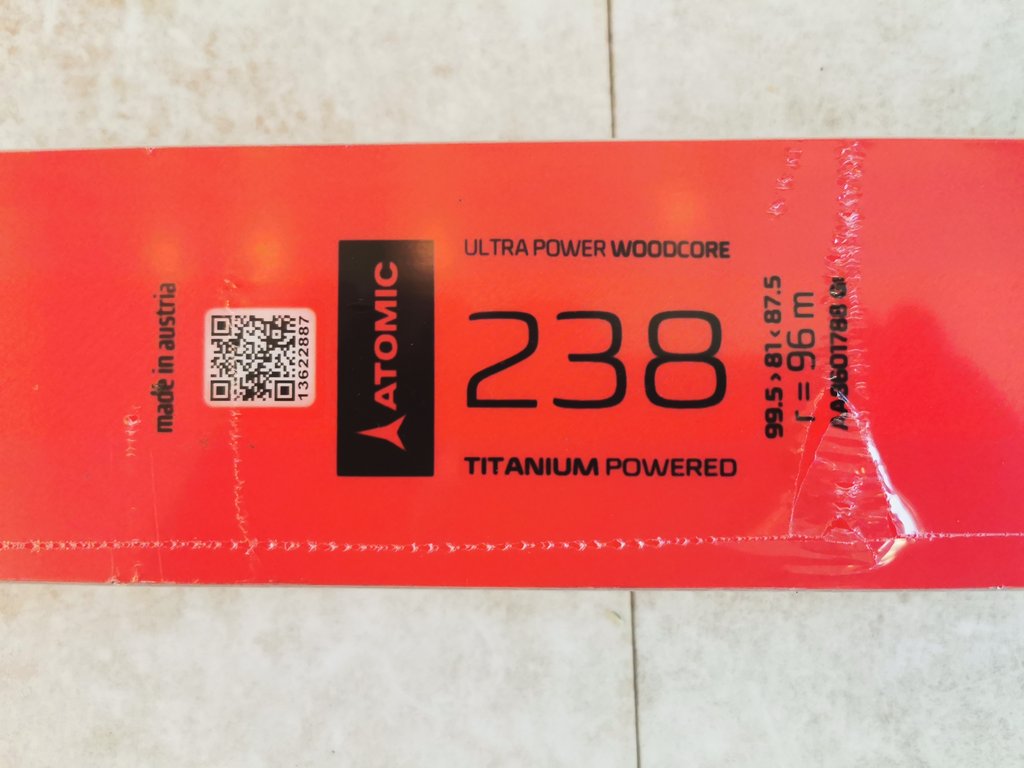 made in austria
13622887
ATOMIC
ULTRA POWER WOODCORE
238
TITANIUM POWERED
99.5 › 81 ‹ 87.5
r = 96 m